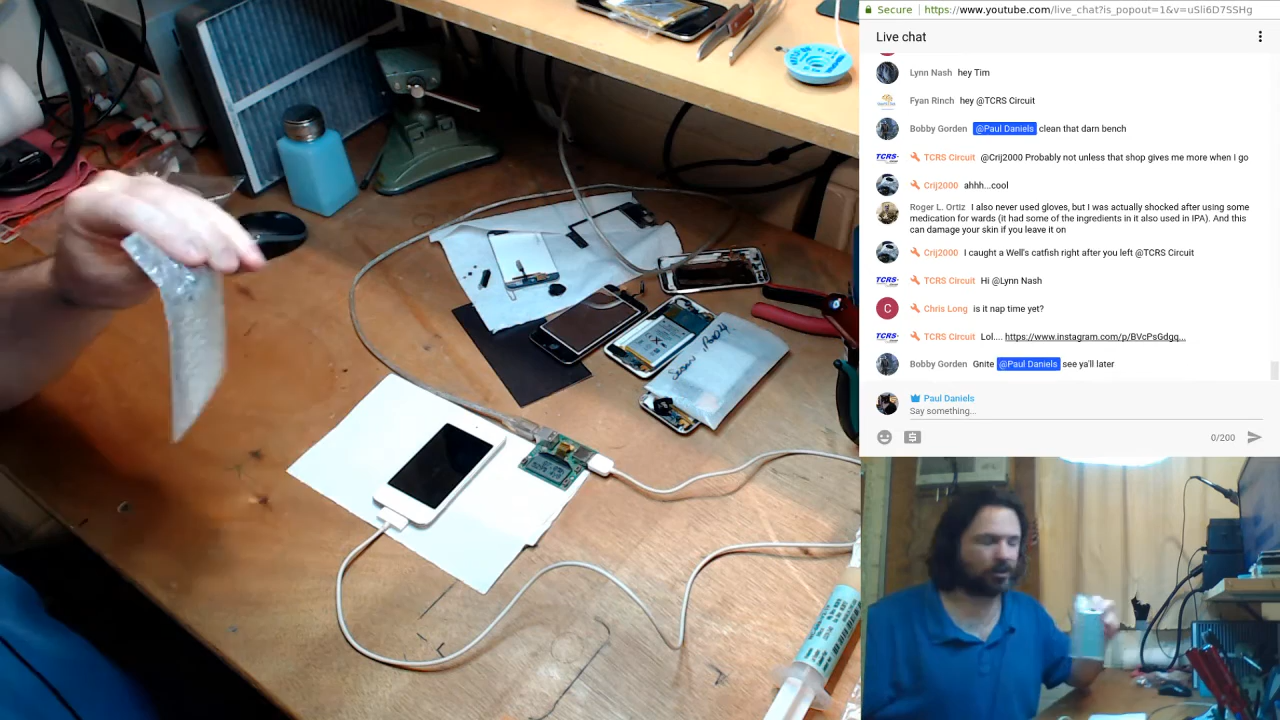 Secure https://www.youtube.com/live_chat?is_popout=1&v=uSli6D7SSHg
Live chat
Lynn Nash hey Tim
Fyan Rinch hey @TCRS Circuit
Bobby Gorden @Paul Daniels clean that darn bench
TCRS TCRS Circuit @Crij2000 Probably not unless that shop gives me more when I go
Crij2000 ahhh...cool
Roger L. Ortiz I also never used gloves, but I was actually shocked after using some
medication for wards (it had some of the ingredients in it also used in IPA). And this
can damage your skin if you leave it on
Crij2000 I caught a Well's catfish right after you left @TCRS Circuit
TCRS TCRS Circuit Hi @Lynn Nash
C Chris Long is it nap time yet?
TCRS TCRS Circuit Lol.... https://www.instagram.com/p/BVcPsGdgq...
Bobby Gorden Gnite @Paul Daniels see ya'll later
Paul Daniels
Say something...
0/200